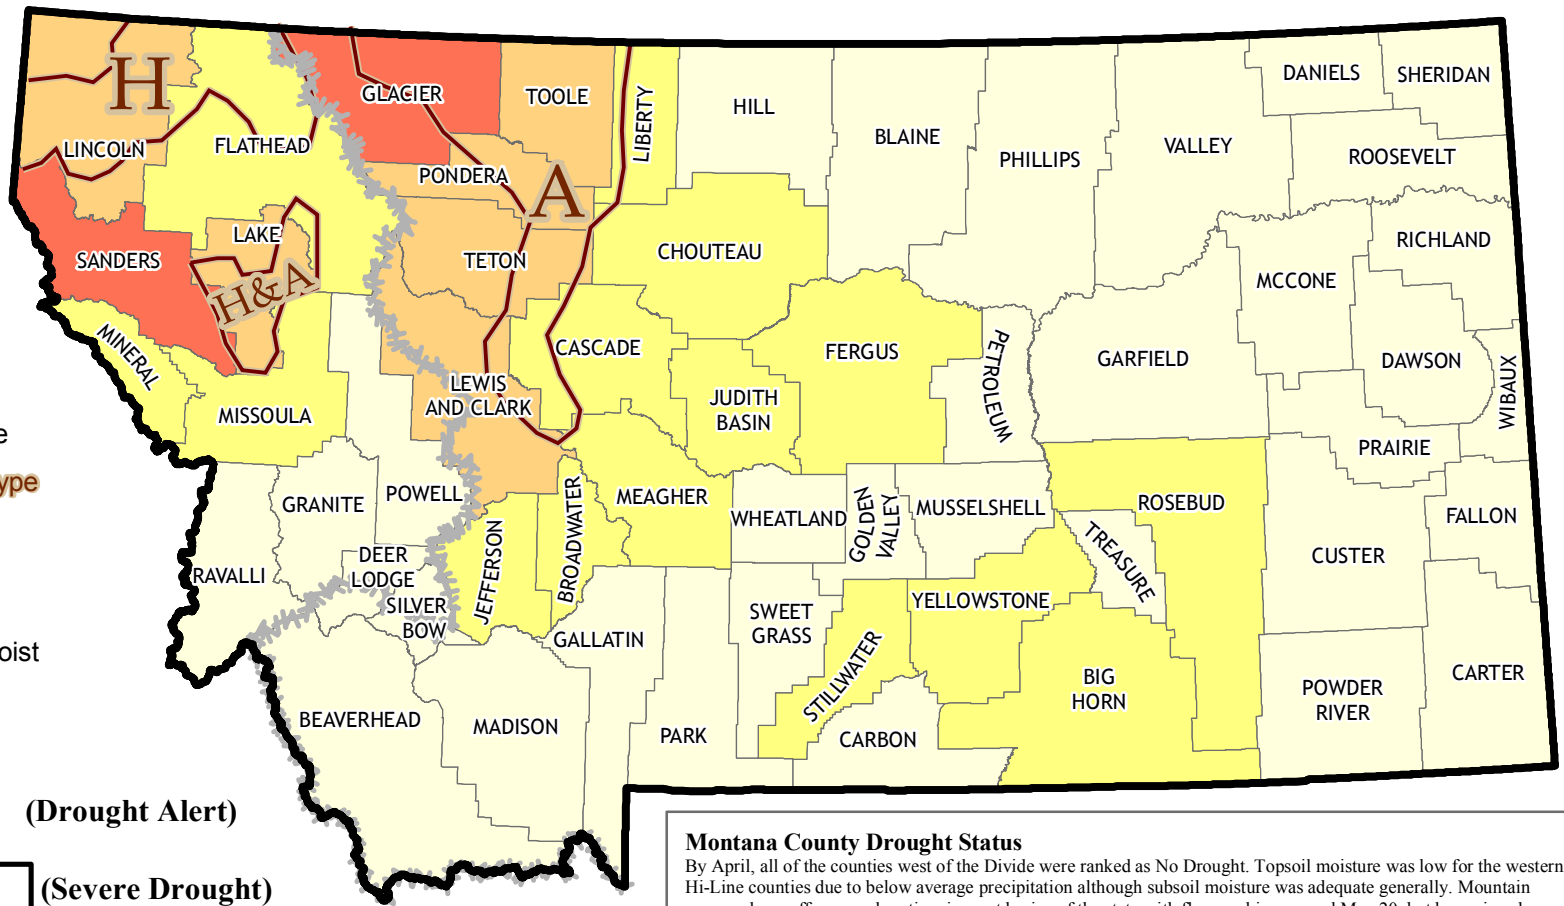 H
LINCOLN
FLATHEAD
GLACIER
TOOLE
LIBERTY
HILL
BLAINE
PHILLIPS
VALLEY
DANIELS
SHERIDAN
ROOSEVELT
PONDERA
A
SANDERS
LAKE
H&A
TETON
CHOUTEAU
RICHLAND
MCCONE
MINERAL
MISSOULA
CASCADE
LEWIS
AND CLARK
JUDITH
BASIN
FERGUS
PETROLEUM
GARFIELD
DAWSON
WIBAUX
PRAIRIE
e
ype
GRANITE
POWELL
JEFFERSON
BROADWATER
MEAGHER
WHEATLAND
GOLDEN
VALLEY
MUSSELSHELL
ROSEBUD
TREASURE
CUSTER
FALLON
RAVALLI
DEER
LODGE
SILVER
BOW
GALLATIN
SWEET
GRASS
STILLWATER
YELLOWSTONE
BIG
HORN
POWDER
RIVER
CARTER
oist
BEAVERHEAD
MADISON
PARK
CARBON
(Drought Alert)
(Severe Drought)
Montana County Drought Status
By April, all of the counties west of the Divide were ranked as No Drought. Topsoil moisture was low for the western
Hi-Line counties due to below average precipitation although subsoil moisture was adequate generally. Mountain